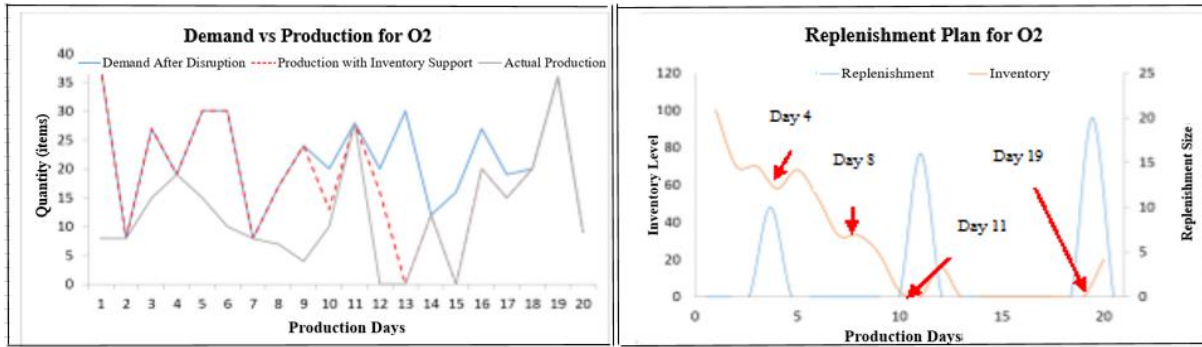 Demand vs Production for O2
Demand After Disruption
Production with Inventory Support
Actual Production
40
35
30
25
20
15
10
5
0
Quantity (items)
1 2 3 4 5 6 7 8 9 10 11 12 13 14 15 16 17 18 19 20
Production Days
Replenishment Plan for O2
Replenishment
Inventory
120
100
80
60
40
20
0
Inventory Level
25
20
15
10
5
0
Replenishment Size
Day 4
Day 8
Day 19
Day 11
0 5 10 15 20
Production Days